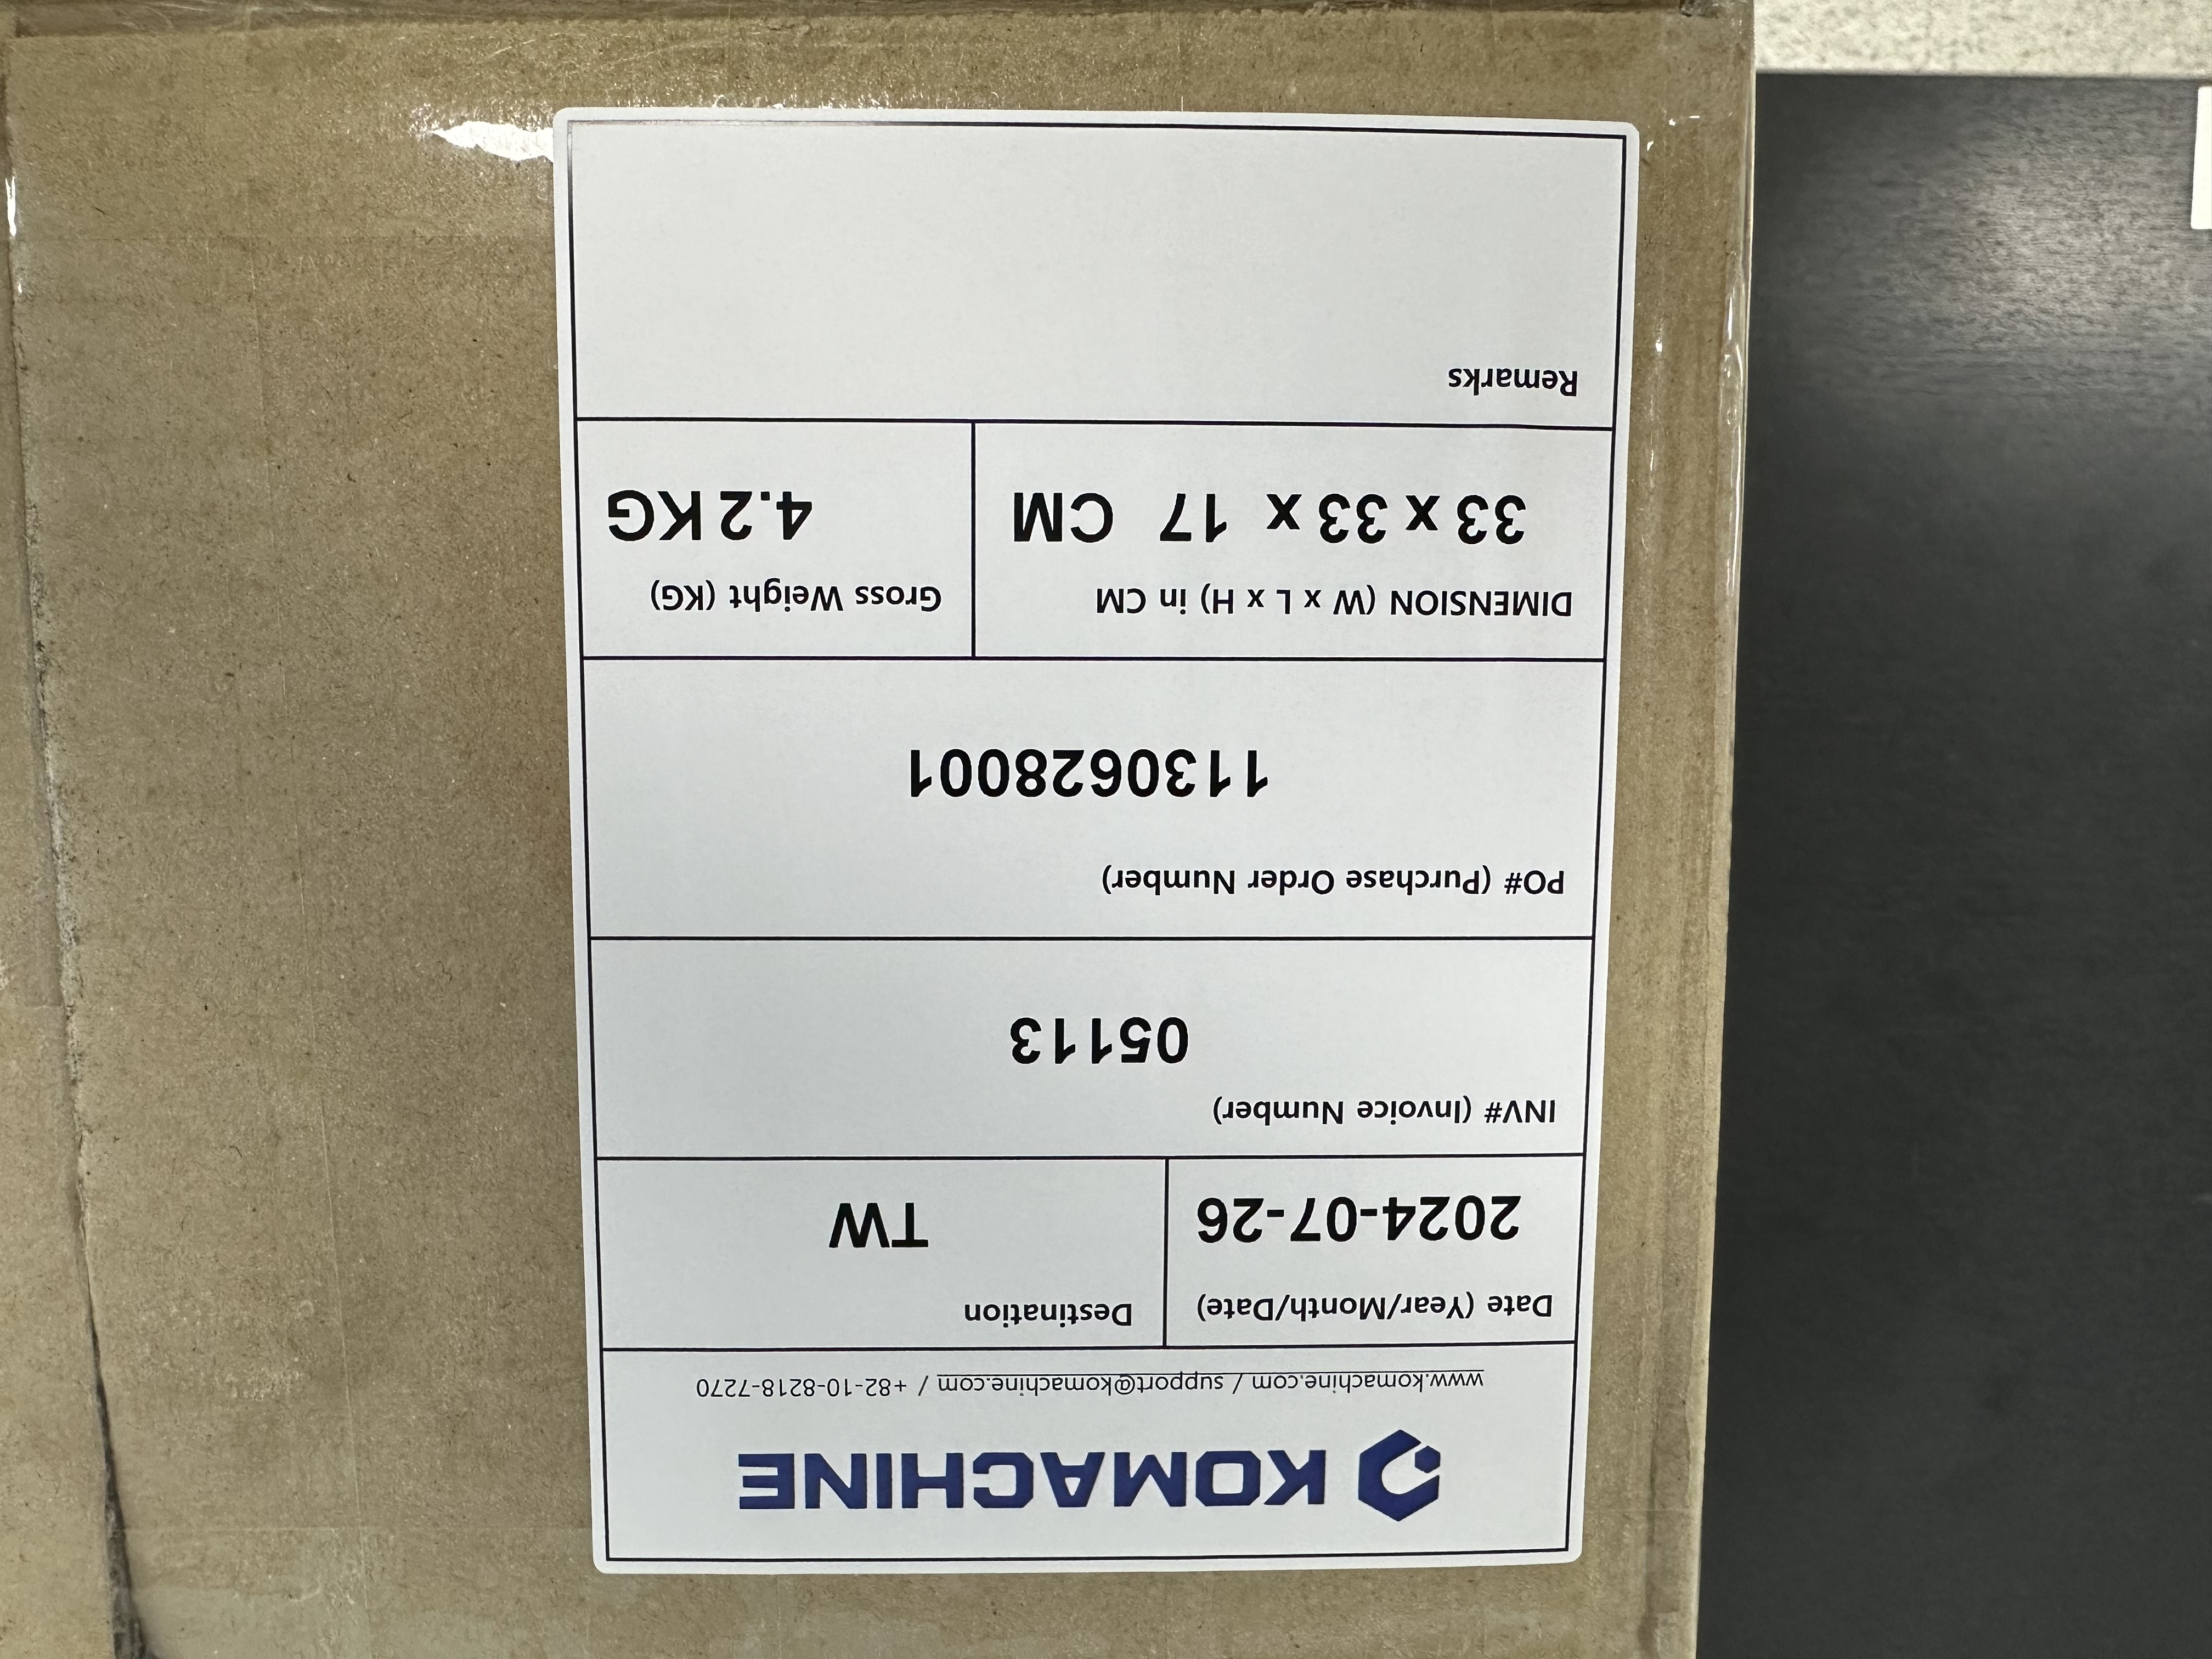 KOMACHINE
www.komachine.com / support@komachine.com / +82-10-8218-7270
Date (Year/Month/Date)
2024-07-26
Destination
TW
INV# (Invoice Number)
05113
PO# (Purchase Order Number)
1130628001
DIMENSION (W x L x H) in CM
33 x 33 x 17 CM
Gross Weight (KG)
4.2 KG
Remarks